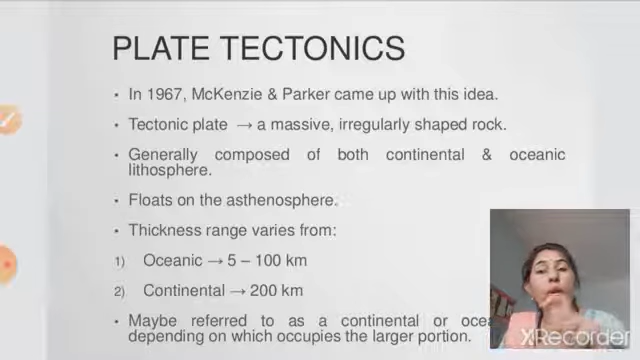 PLATE TECTONICS
• In 1967, McKenzie & Parker came up with this idea.
• Tectonic plate → a massive, irregularly shaped rock.
• Generally composed of both continental & oceanic
lithosphere.
• Floats on the asthenosphere.
• Thickness range varies from:
1) Oceanic → 5 – 100 km
2) Continental → 200 km
• Maybe referred to as a continental or
depending on which occupies the larger portion.
XRecorder